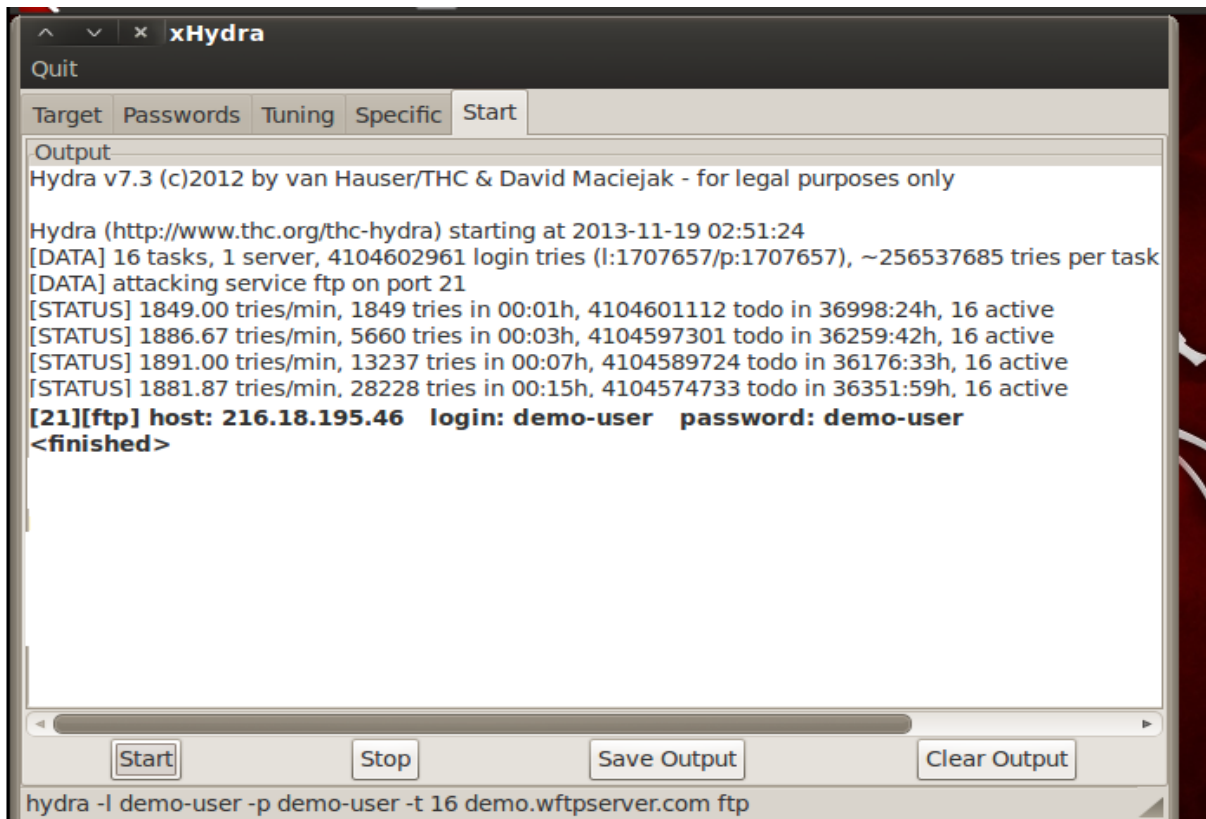 xHydra
Quit
Target Passwords Tuning Specific Start
Output
Hydra v7.3 (c)2012 by van Hauser/THC & David Maciejak - for legal purposes only
Hydra (http://www.thc.org/thc-hydra) starting at 2013-11-19 02:51:24
[DATA] 16 tasks, 1 server, 4104602961 login tries (l:1707657/p:1707657), ~256537685 tries per task
[DATA] attacking service ftp on port 21
[STATUS] 1849.00 tries/min, 1849 tries in 00:01h, 4104601112 todo in 36998:24h, 16 active
[STATUS] 1886.67 tries/min, 5660 tries in 00:03h, 4104597301 todo in 36259:42h, 16 active
[STATUS] 1891.00 tries/min, 13237 tries in 00:07h, 4104589724 todo in 36176:33h, 16 active
[STATUS] 1881.87 tries/min, 28228 tries in 00:15h, 4104574733 todo in 36351:59h, 16 active
[21][ftp] host: 216.18.195.46 login: demo-user password: demo-user
<finished>
Start Stop Save Output Clear Output
hydra -l demo-user -p demo-user -t 16 demo.wftpserver.com ftp